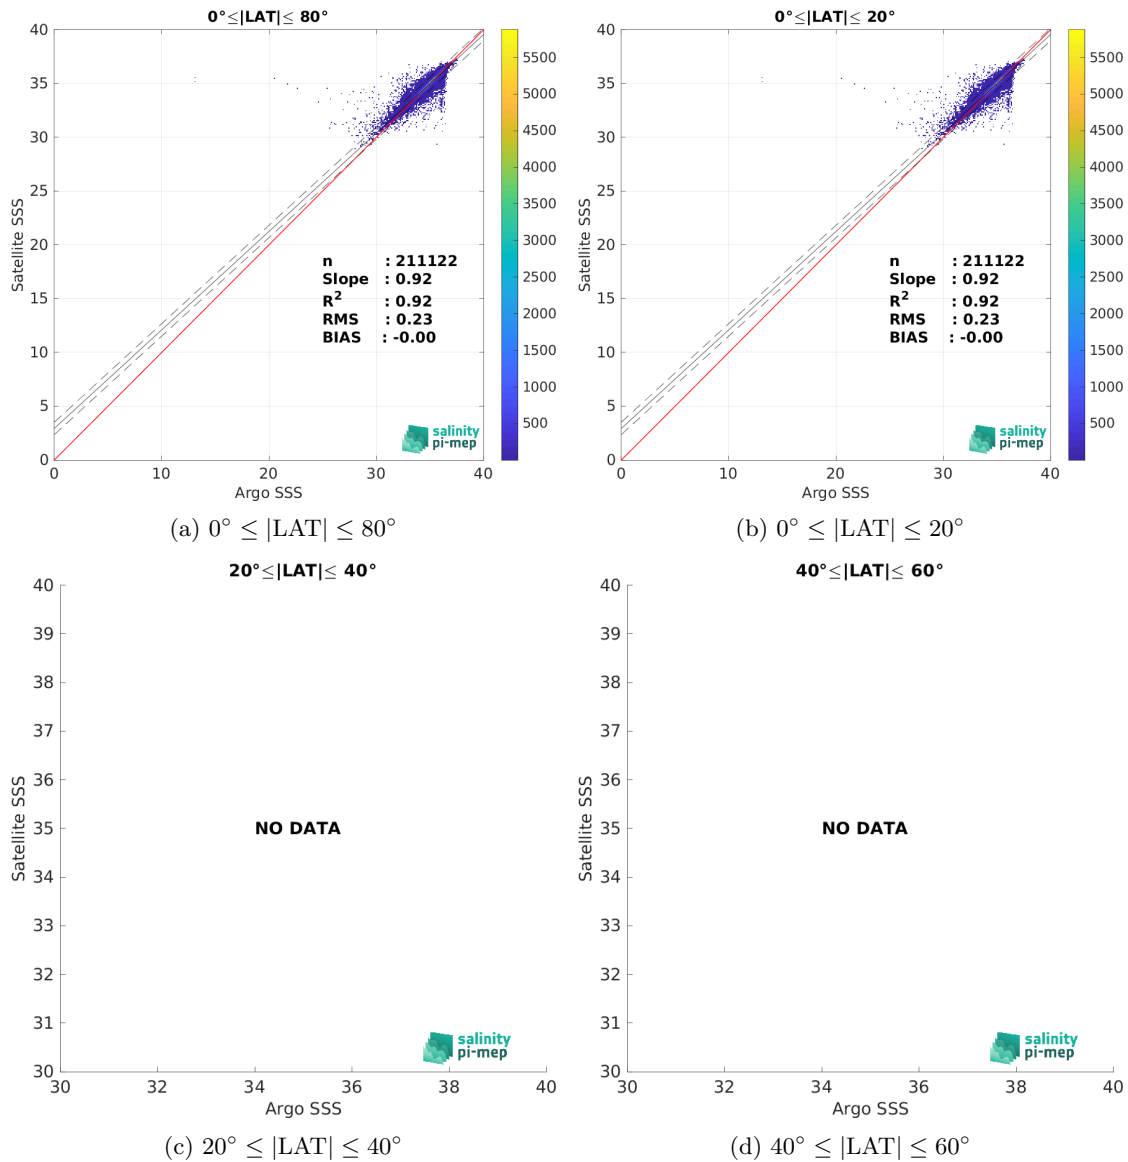 0°≤|LAT|≤ 80°
40
35
30
25
20
15
10
5
0
Satellite SSS
n : 211122
Slope : 0.92
R² : 0.92
RMS : 0.23
BIAS : -0.00
salinity
pi-mep
0 10 20 30 40
Argo SSS
5500
5000
4500
4000
3500
3000
2500
2000
1500
1000
500
(a) 0° ≤ |LAT| ≤ 80°
0°≤|LAT|≤ 20°
40
35
30
25
20
15
10
5
0
Satellite SSS
n : 211122
Slope : 0.92
R² : 0.92
RMS : 0.23
BIAS : -0.00
salinity
pi-mep
0 10 20 30 40
Argo SSS
5500
5000
4500
4000
3500
3000
2500
2000
1500
1000
500
(b) 0° ≤ |LAT| ≤ 20°
20°≤|LAT|≤ 40°
40
39
38
37
36
35
34
33
32
31
30
Satellite SSS
NO DATA
salinity
pi-mep
30 32 34 36 38 40
Argo SSS
(c) 20° ≤ |LAT| ≤ 40°
40°≤|LAT|≤ 60°
40
39
38
37
36
35
34
33
32
31
30
Satellite SSS
NO DATA
salinity
pi-mep
30 32 34 36 38 40
Argo SSS
(d) 40° ≤ |LAT| ≤ 60°